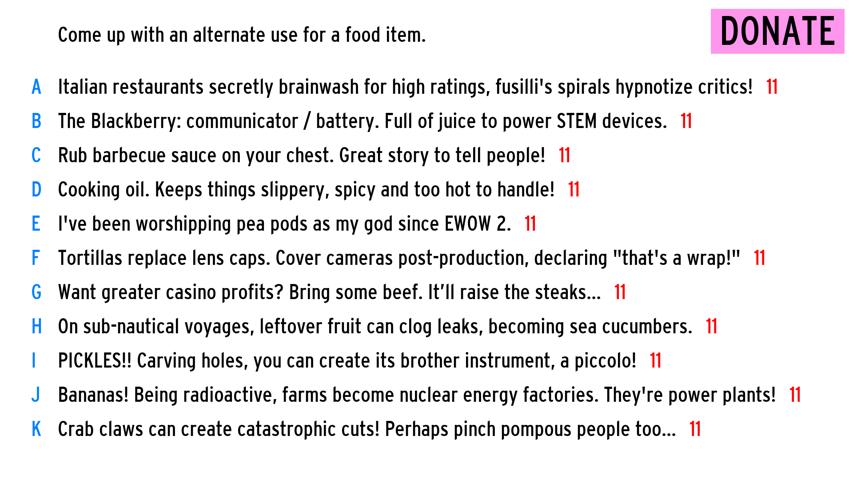 Come up with an alternate use for a food item.
DONATE
A Italian restaurants secretly brainwash for high ratings, fusilli's spirals hypnotize critics! 11
B The Blackberry: communicator / battery. Full of juice to power STEM devices. 11
C Rub barbecue sauce on your chest. Great story to tell people! 11
D Cooking oil. Keeps things slippery, spicy and too hot to handle! 11
E I've been worshipping pea pods as my god since EWOW 2. 11
F Tortillas replace lens caps. Cover cameras post-production, declaring "that's a wrap!" 11
G Want greater casino profits? Bring some beef. It’ll raise the steaks... 11
H On sub-nautical voyages, leftover fruit can clog leaks, becoming sea cucumbers. 11
I PICKLES!! Carving holes, you can create its brother instrument, a piccolo! 11
J Bananas! Being radioactive, farms become nuclear energy factories. They're power plants! 11
K Crab claws can create catastrophic cuts! Perhaps pinch pompous people too... 11